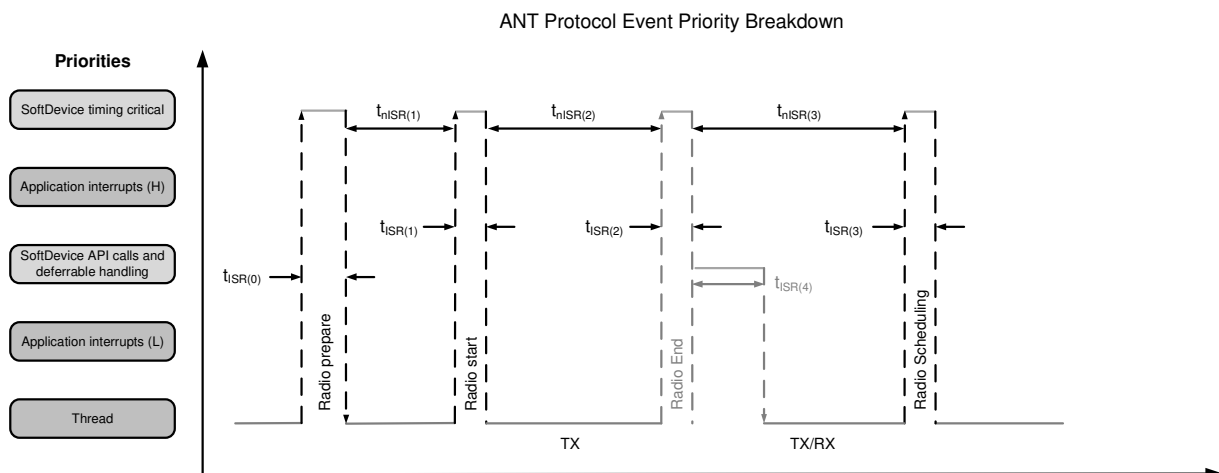 ANT Protocol Event Priority Breakdown
Priorities
SoftDevice timing critical
Application interrupts (H)
SoftDevice API calls and
deferrable handling
Application interrupts (L)
Thread
tnISR(1)
tnISR(2)
tnISR(3)
tISR(1)
tISR(2)
tISR(3)
tISR(0)
tISR(4)
Radio prepare
Radio start
Radio End
Radio Scheduling
TX
TX/RX